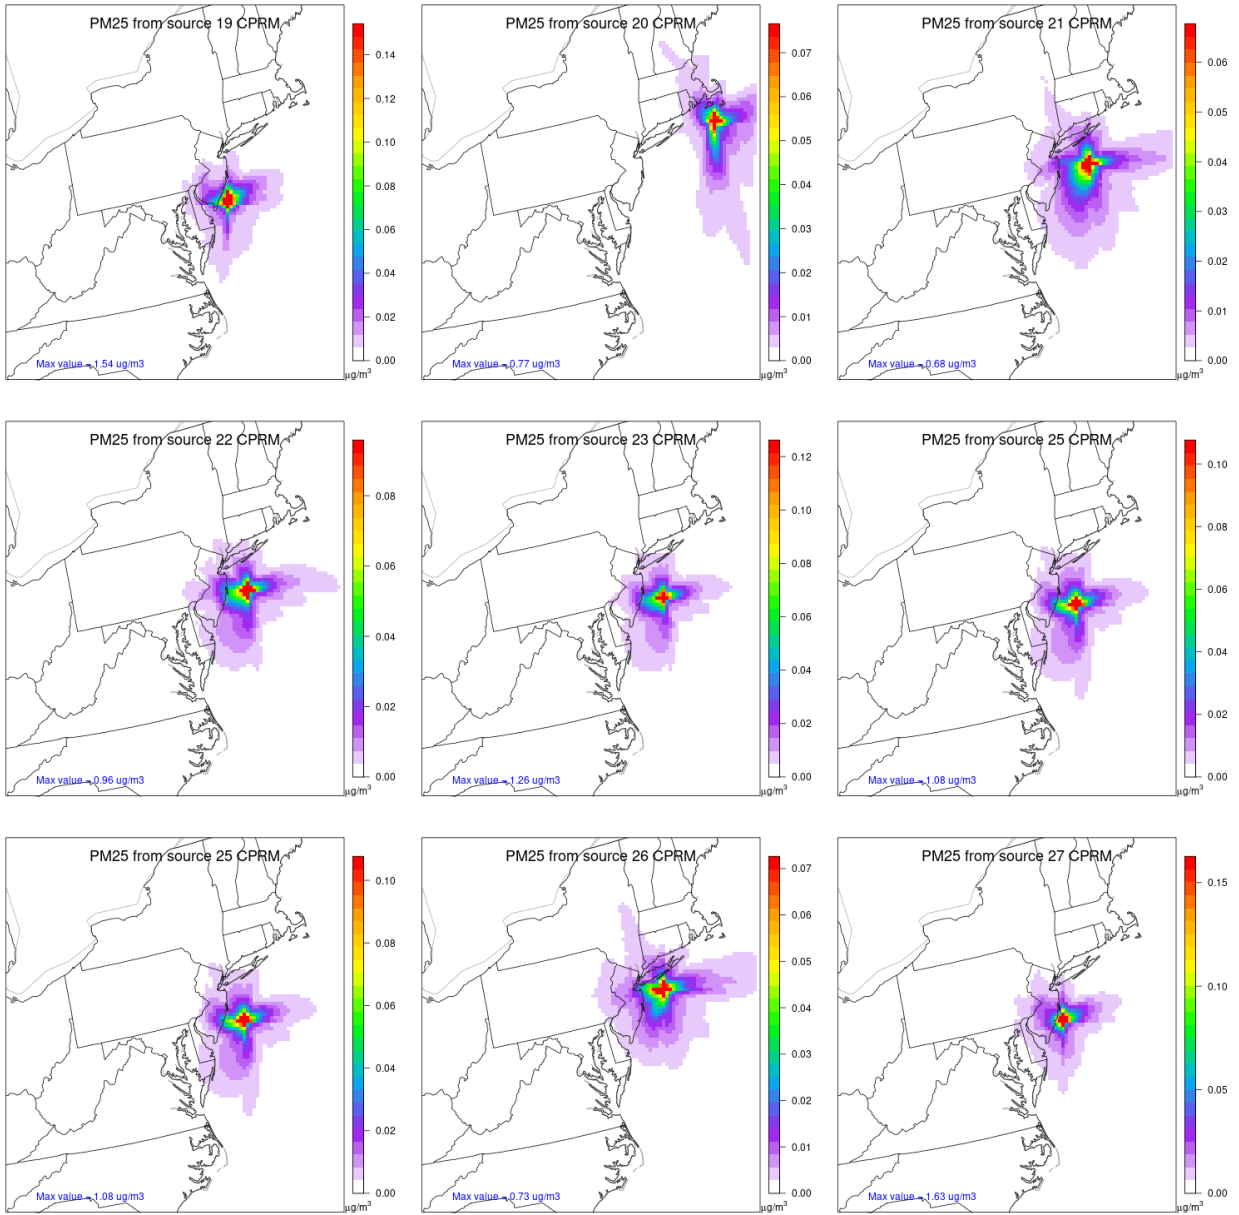 PM25 from source 19 CPRM
0.14
0.12
0.10
0.08
0.06
0.04
0.02
0.00
Max value = 1.54 ug/m3
µg/m³
PM25 from source 20 CPRM
0.07
0.06
0.05
0.04
0.03
0.02
0.01
0.00
Max value = 0.77 ug/m3
µg/m³
PM25 from source 21 CPRM
0.06
0.05
0.04
0.03
0.02
0.01
0.00
Max value = 0.68 ug/m3
µg/m³
PM25 from source 22 CPRM
0.08
0.06
0.04
0.02
0.00
Max value = 0.96 ug/m3
µg/m³
PM25 from source 23 CPRM
0.12
0.10
0.08
0.06
0.04
0.02
0.00
Max value = 1.26 ug/m3
µg/m³
PM25 from source 25 CPRM
0.10
0.08
0.06
0.04
0.02
0.00
Max value = 1.08 ug/m3
µg/m³
PM25 from source 25 CPRM
0.10
0.08
0.06
0.04
0.02
0.00
Max value = 1.08 ug/m3
µg/m³
PM25 from source 26 CPRM
0.07
0.06
0.05
0.04
0.03
0.02
0.01
0.00
Max value = 0.73 ug/m3
µg/m³
PM25 from source 27 CPRM
0.15
0.10
0.05
0.00
Max value = 1.63 ug/m3
µg/m³